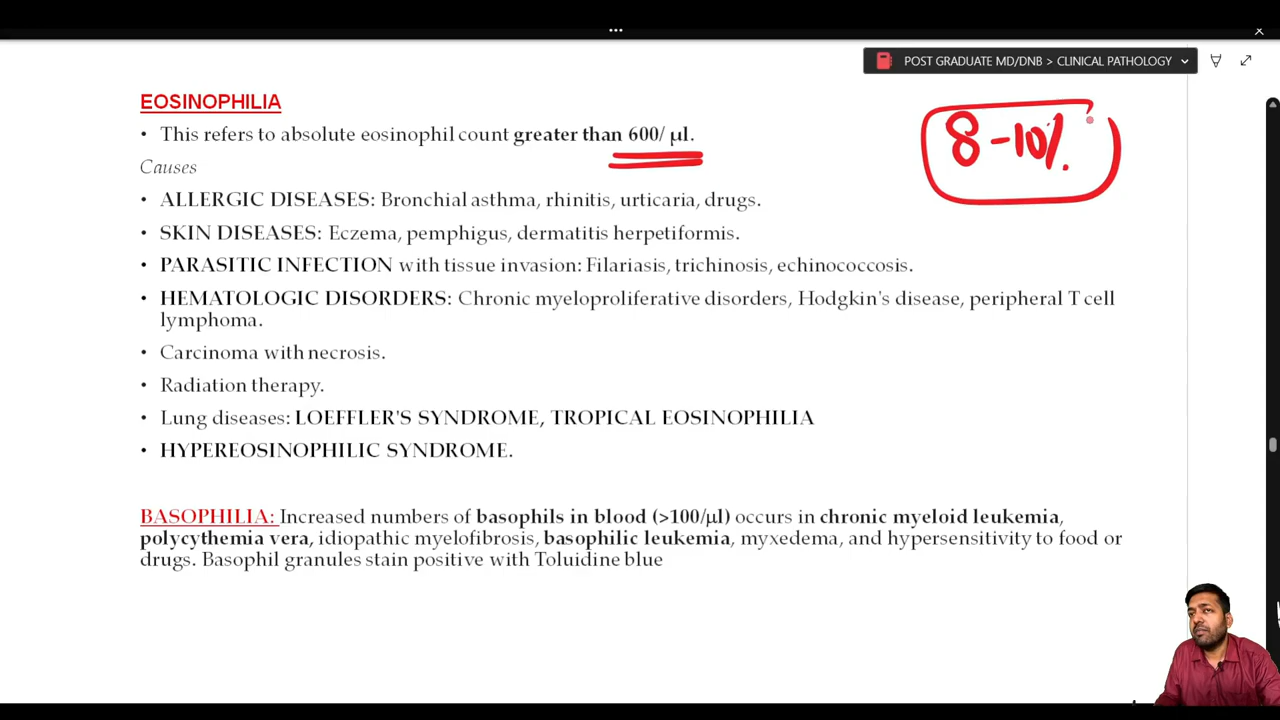 POST GRADUATE MD/DNB > CLINICAL PATHOLOGY
EOSINOPHILIA
• This refers to absolute eosinophil count greater than 600/ µl.
8-10%.
Causes
• ALLERGIC DISEASES: Bronchial asthma, rhinitis, urticaria, drugs.
• SKIN DISEASES: Eczema, pemphigus, dermatitis herpetiformis.
• PARASITIC INFECTION with tissue invasion: Filariasis, trichinosis, echinococcosis.
• HEMATOLOGIC DISORDERS: Chronic myeloproliferative disorders, Hodgkin's disease, peripheral T cell
lymphoma.
• Carcinoma with necrosis.
• Radiation therapy.
• Lung diseases: LOEFFLER'S SYNDROME, TROPICAL EOSINOPHILIA
• HYPEREOSINOPHILIC SYNDROME.
BASOPHILIA: Increased numbers of basophils in blood (>100/µl) occurs in chronic myeloid leukemia,
polycythemia vera, idiopathic myelofibrosis, basophilic leukemia, myxedema, and hypersensitivity to food or
drugs. Basophil granules stain positive with Toluidine blue